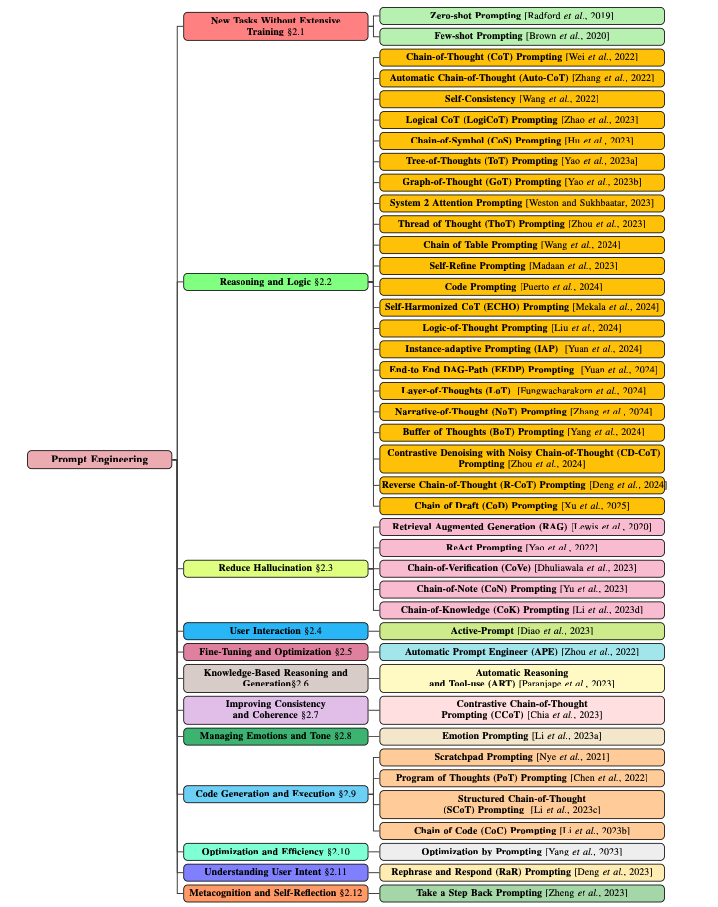 New Tasks Without Extensive
Training §2.1
Zero-shot Prompting [Radford et al., 2019]
Few-shot Prompting [Brown et al., 2020]
Chain-of-Thought (CoT) Prompting [Wei et al., 2022]
Automatic Chain-of-Thought (Auto-CoT) [Zhang et al., 2022]
Self-Consistency [Wang et al., 2022]
Logical CoT (LogiCoT) Prompting [Zhao et al., 2023]
Chain-of-Symbol (CoS) Prompting [Hu et al., 2023]
Tree-of-Thoughts (ToT) Prompting [Yao et al., 2023a]
Graph-of-Thought (GoT) Prompting [Yao et al., 2023b]
System 2 Attention Prompting [Weston and Sukhbaatar, 2023]
Thread of Thought (ThoT) Prompting [Zhou et al., 2023]
Chain of Table Prompting [Wang et al., 2024]
Self-Refine Prompting [Madaan et al., 2023]
Reasoning and Logic §2.2
Code Prompting [Puerto et al., 2024]
Self-Harmonized CoT (ECHO) Prompting [Mekala et al., 2024]
Logic-of-Thought Prompting [Liu et al., 2024]
Instance-adaptive Prompting (IAP) [Yuan et al., 2024]
End-to End DAG-Path (EEDP) Prompting [Yuan et al., 2024]
Layer-of-Thoughts (LoT) [Fungwacharakorn et al., 2024]
Narrative-of-Thought (NoT) Prompting [Zhang et al., 2024]
Buffer of Thoughts (BoT) Prompting [Yang et al., 2024]
Contrastive Denoising with Noisy Chain-of-Thought (CD-CoT)
Prompting [Zhou et al., 2024]
Prompt Engineering
Reverse Chain-of-Thought (R-CoT) Prompting [Deng et al., 2024]
Chain of Draft (CoD) Prompting [Xu et al., 2025]
Retrieval Augmented Generation (RAG) [Lewis et al., 2020]
ReAct Prompting [Yao et al., 2022]
Reduce Hallucination §2.3
Chain-of-Verification (CoVe) [Dhuliawala et al., 2023]
Chain-of-Note (CoN) Prompting [Yu et al., 2023]
Chain-of-Knowledge (CoK) Prompting [Li et al., 2023d]
User Interaction §2.4
Active-Prompt [Diao et al., 2023]
Fine-Tuning and Optimization §2.5
Automatic Prompt Engineer (APE) [Zhou et al., 2022]
Knowledge-Based Reasoning and
Generation§2.6
Automatic Reasoning
and Tool-use (ART) [Paranjape et al., 2023]
Improving Consistency
and Coherence §2.7
Contrastive Chain-of-Thought
Prompting (CCoT) [Chia et al., 2023]
Managing Emotions and Tone §2.8
Emotion Prompting [Li et al., 2023a]
Code Generation and Execution §2.9
Scratchpad Prompting [Nye et al., 2021]
Program of Thoughts (PoT) Prompting [Chen et al., 2022]
Structured Chain-of-Thought
(SCoT) Prompting [Li et al., 2023c]
Chain of Code (CoC) Prompting [Li et al., 2023b]
Optimization and Efficiency §2.10
Optimization by Prompting [Yang et al., 2023]
Understanding User Intent §2.11
Rephrase and Respond (RaR) Prompting [Deng et al., 2023]
Metacognition and Self-Reflection §2.12
Take a Step Back Prompting [Zheng et al., 2023]